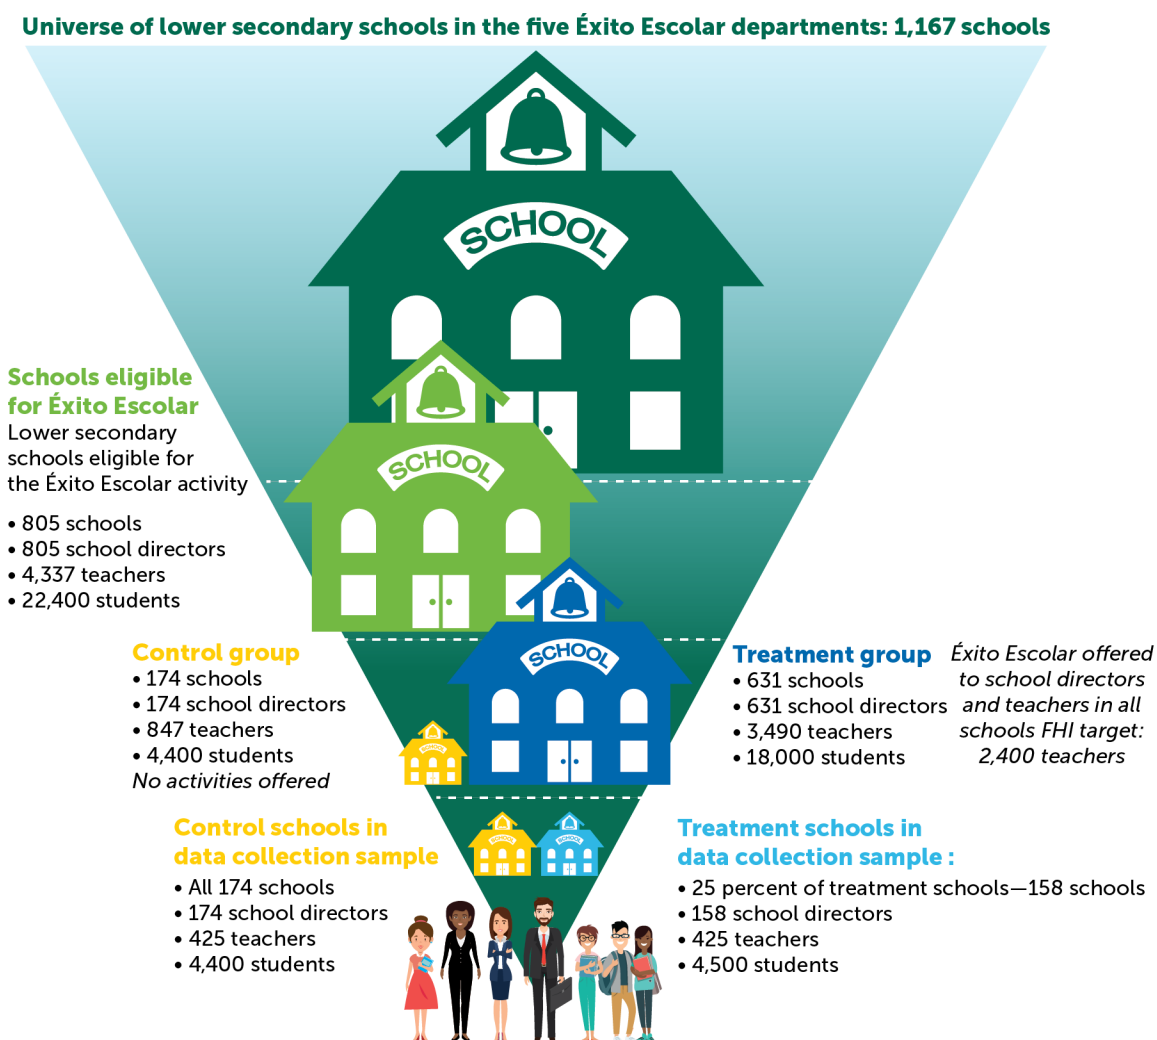 Universe of lower secondary schools in the five Éxito Escolar departments: 1,167 schools
SCHOOL
Schools eligible
for Éxito Escolar
Lower secondary
schools eligible for
the Éxito Escolar activity
• 805 schools
• 805 school directors
• 4,337 teachers
• 22,400 students
SCHOOL
SCHOOL
Control group
• 174 schools
• 174 school directors
• 847 teachers
• 4,400 students
No activities offered
SCHOOL
Treatment group
• 631 schools
• 631 school directors
• 3,490 teachers
• 18,000 students
Éxito Escolar offered
to school directors
and teachers in all
schools FHI target:
2,400 teachers
Control schools in
data collection sample
• All 174 schools
• 174 school directors
• 425 teachers
• 4,400 students
SCHOOL
SCHOOL
Treatment schools in
data collection sample :
• 25 percent of treatment schools—158 schools
• 158 school directors
• 425 teachers
• 4,500 students